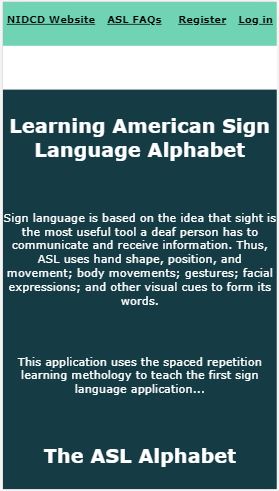 NIDCD Website ASL FAQs Register Log in
Learning American Sign
Language Alphabet
Sign language is based on the idea that sight is
the most useful tool a deaf person has to
communicate and receive information. Thus,
ASL uses hand shape, position, and
movement; body movements; gestures; facial
expressions; and other visual cues to form its
words.
This application uses the spaced repetition
learning methology to teach the first sign
language application...
The ASL Alphabet